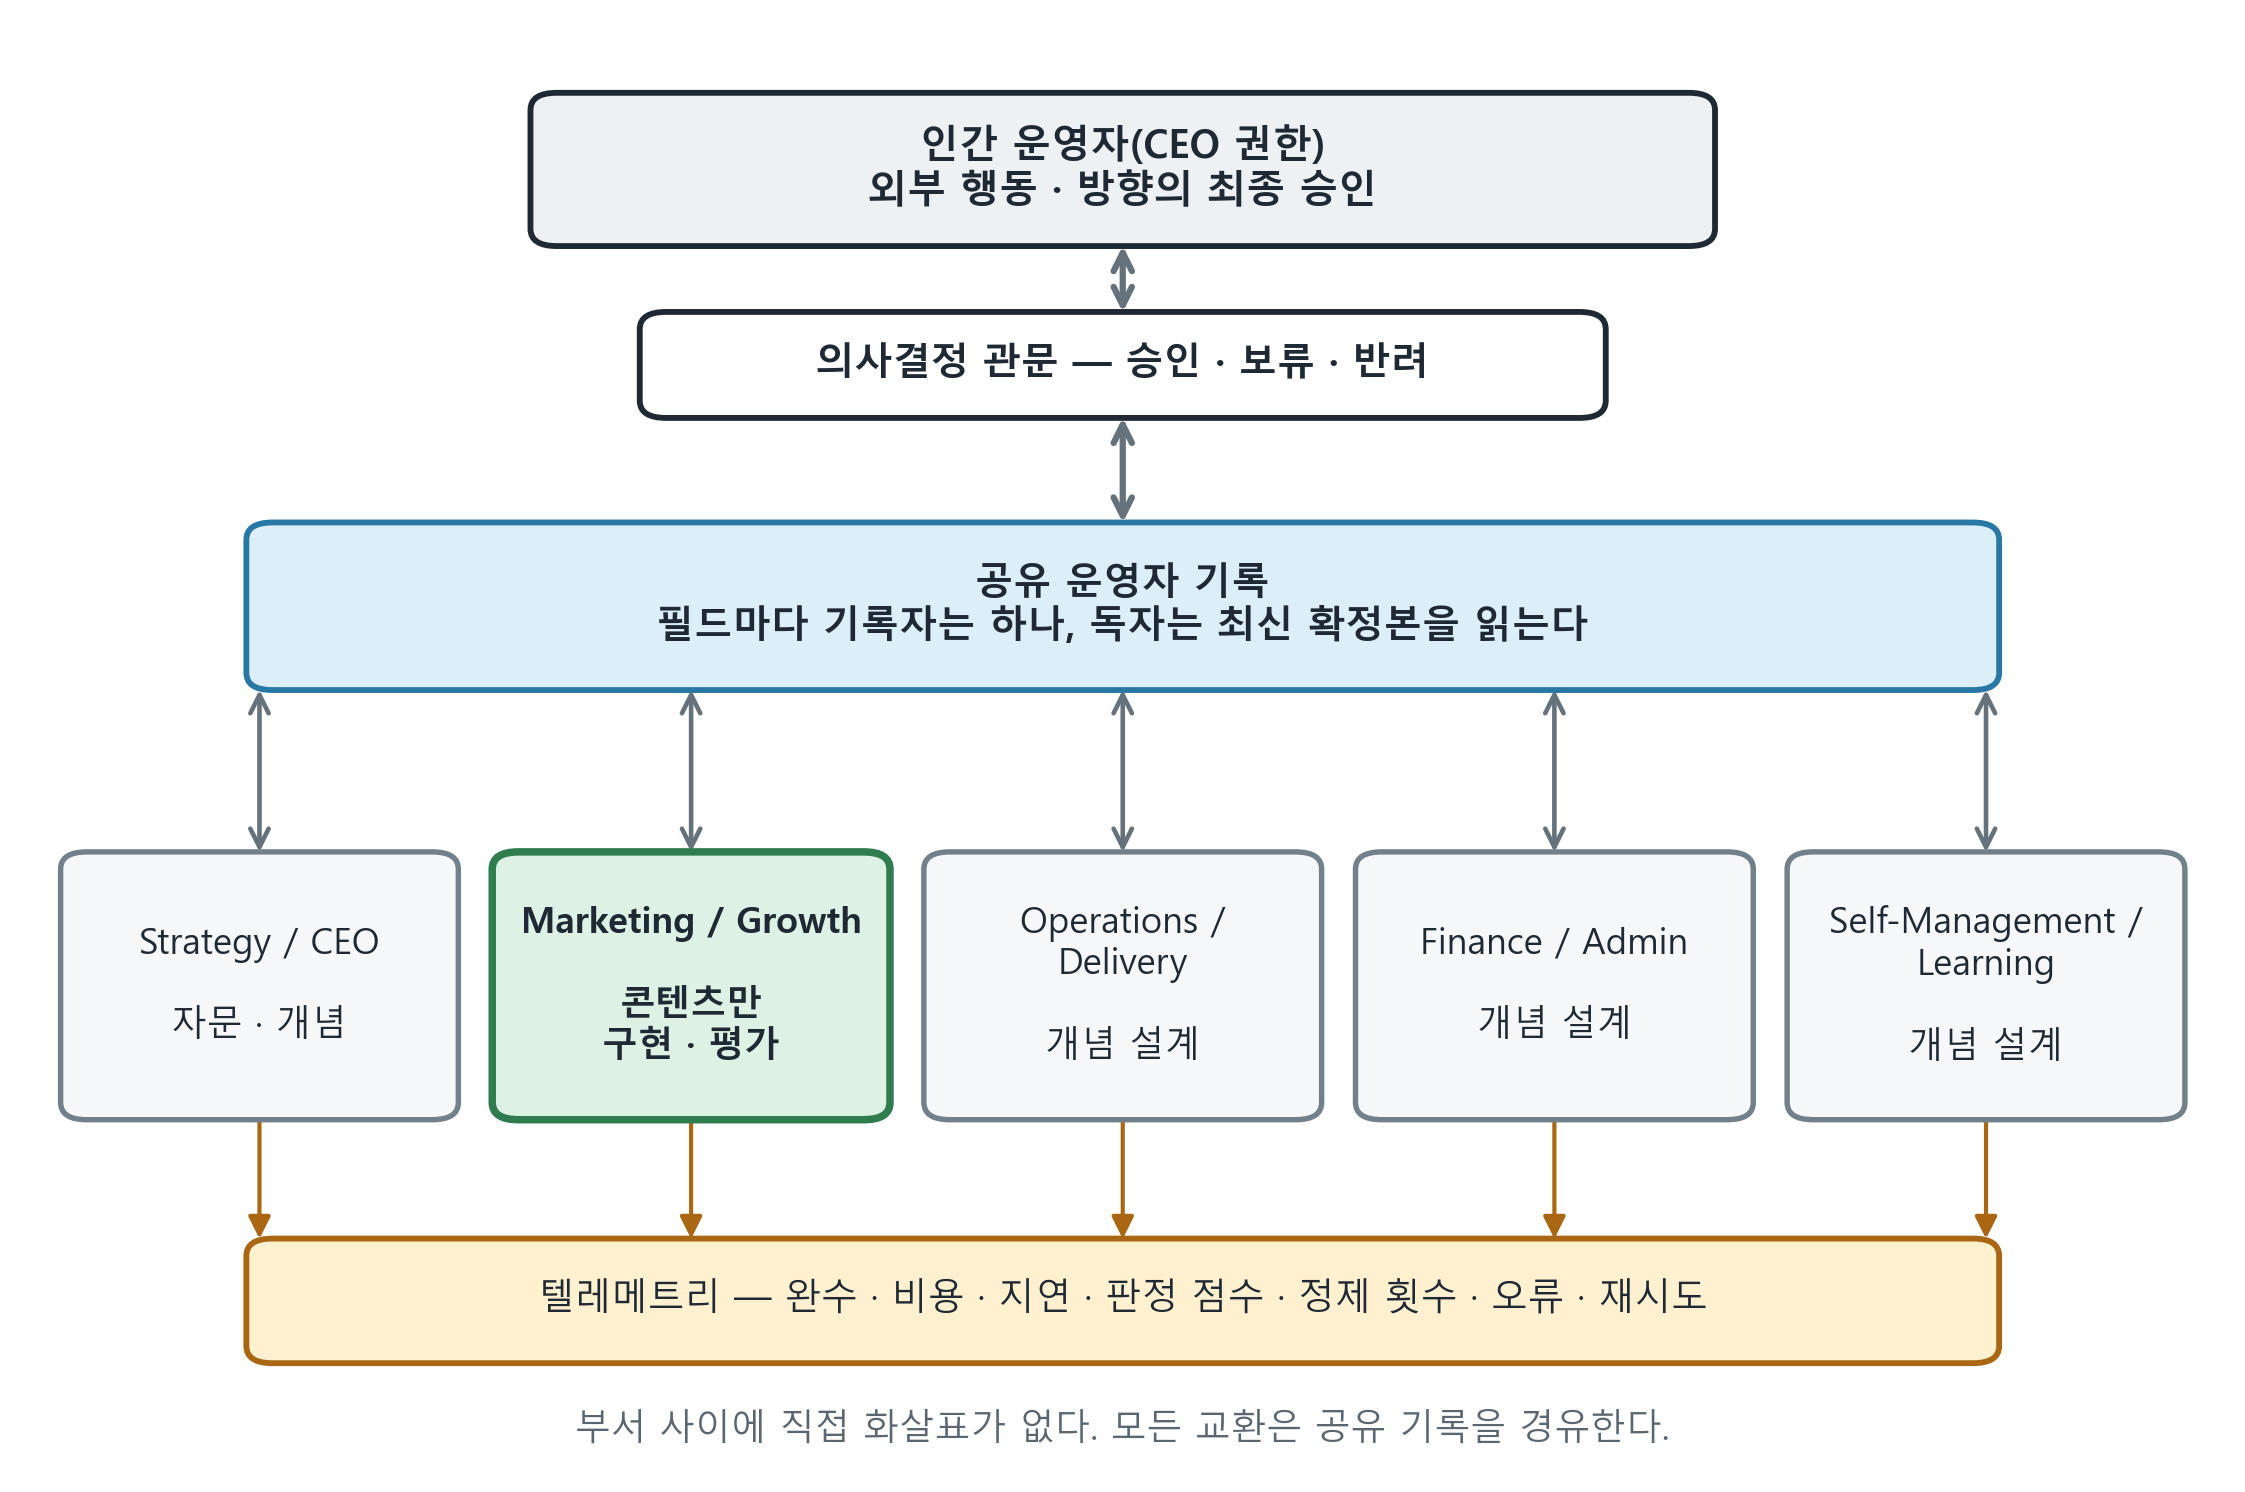 인간 운영자(CEO 권한)
외부 행동 · 방향의 최종 승인
의사결정 관문 — 승인 · 보류 · 반려
공유 운영자 기록
필드마다 기록자는 하나, 독자는 최신 확정본을 읽는다
Strategy / CEO
자문 · 개념
Marketing / Growth
콘텐츠만
구현 · 평가
Operations /
Delivery
개념 설계
Finance / Admin
개념 설계
Self-Management /
Learning
개념 설계
텔레메트리 — 완수 · 비용 · 지연 · 판정 점수 · 정제 횟수 · 오류 · 재시도
부서 사이에 직접 화살표가 없다. 모든 교환은 공유 기록을 경유한다.